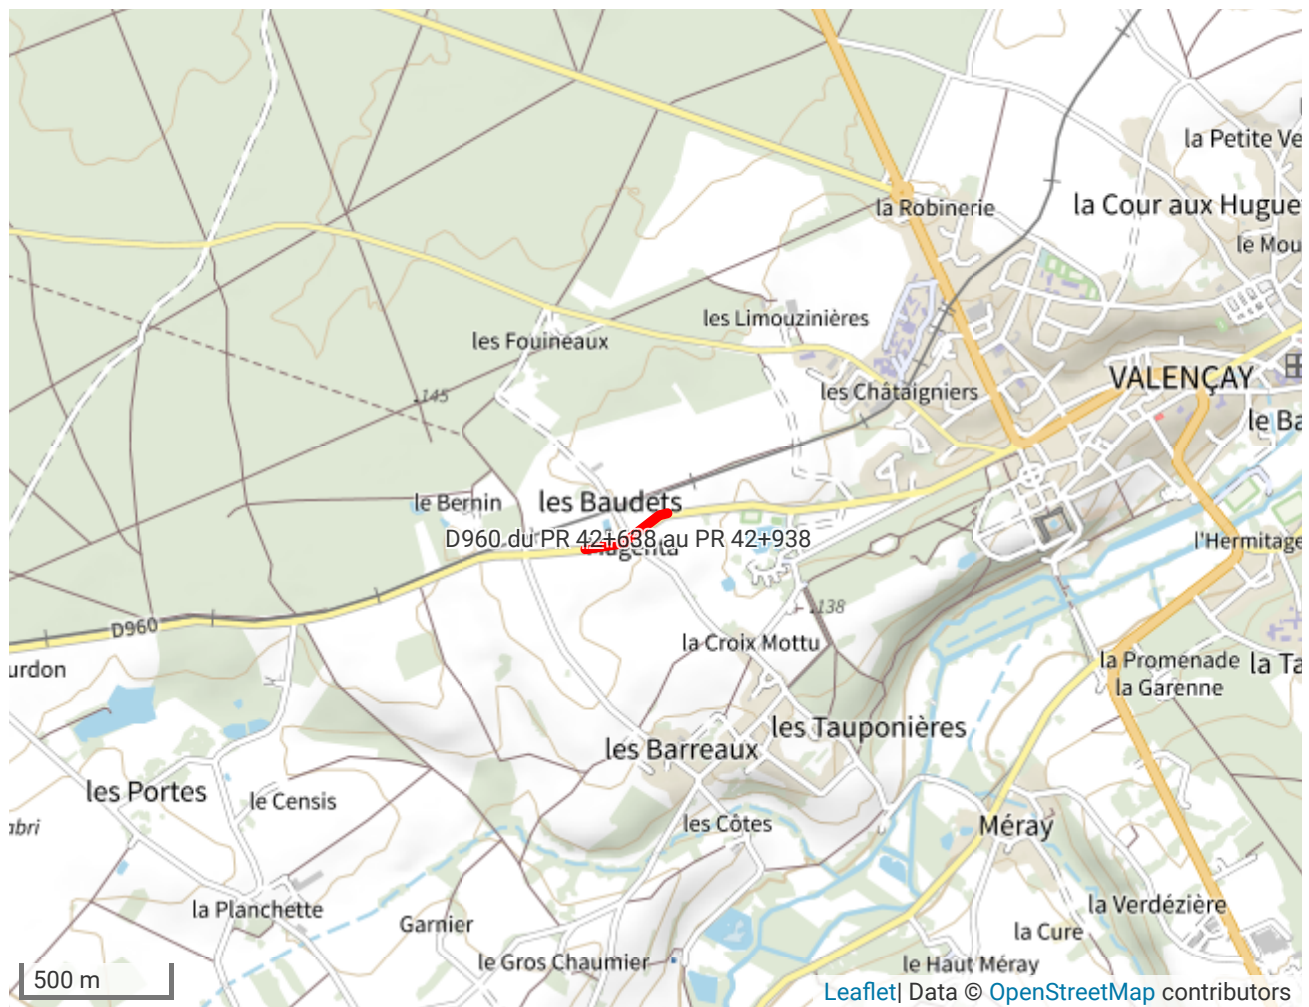 la Petite Ve
la Robinerie
la Cour aux Hugue
le Mou
les Limouzinières
les Fouineaux
VALENÇAY
les Châtaigniers
145
le Ba
le Bernin
les Baudets
D960 du PR 42+638 au PR 42+938
l'Hermitage
138
D960
la Croix Mottu
urdon
la Promenade
la Ta
la Garenne
les Tauponières
les Barreaux
les Portes
le Censis
abri
les Côtes
Méray
la Planchette
la Verdézière
Garnier
la Cure
le Gros Chaumier
le Haut Méray
500 m
Leaflet| Data © OpenStreetMap contributors